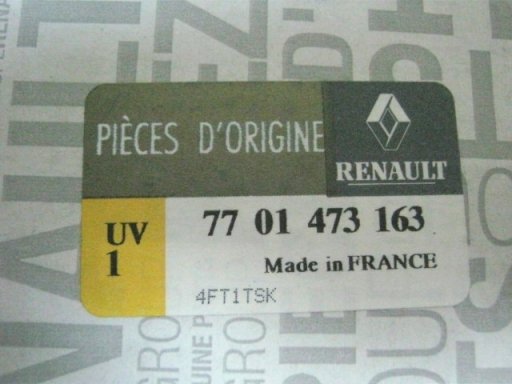 PIÈCES D'ORIGINE
RENAULT
UV
1
77 01 473 163
Made in FRANCE
4FT1TSK